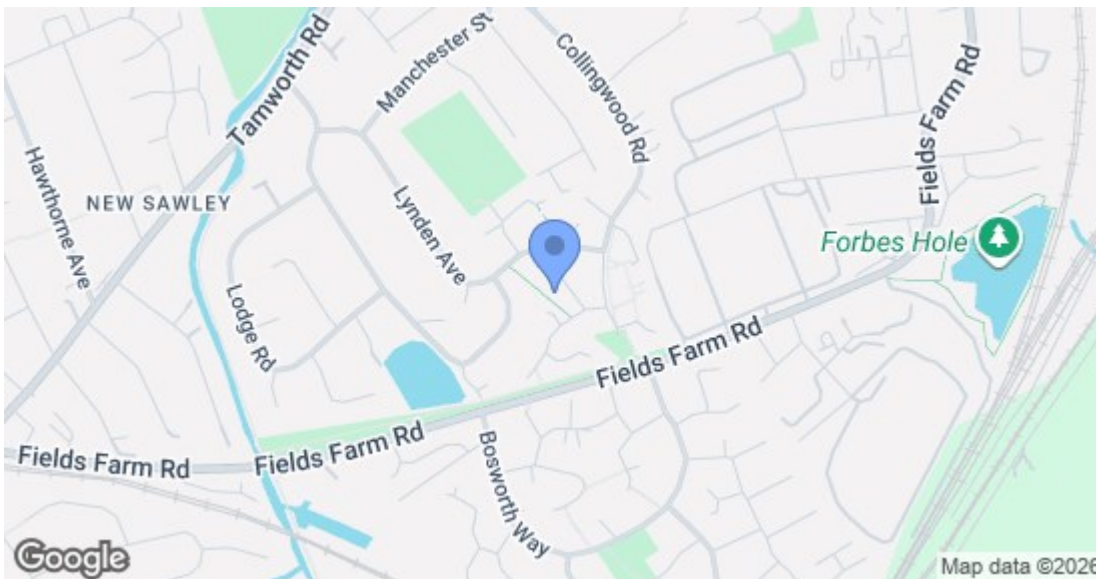 Tamworth Rd
Manchester St
Collingwood Rd
Fields Farm Rd
Hawthorne Ave
NEW SAWLEY
Lynden Ave
Forbes Hole
Lodge Rd
Fields Farm Rd
Fields Farm Rd
Fields Farm Rd
Bosworth Way
Google
Map data ©2026